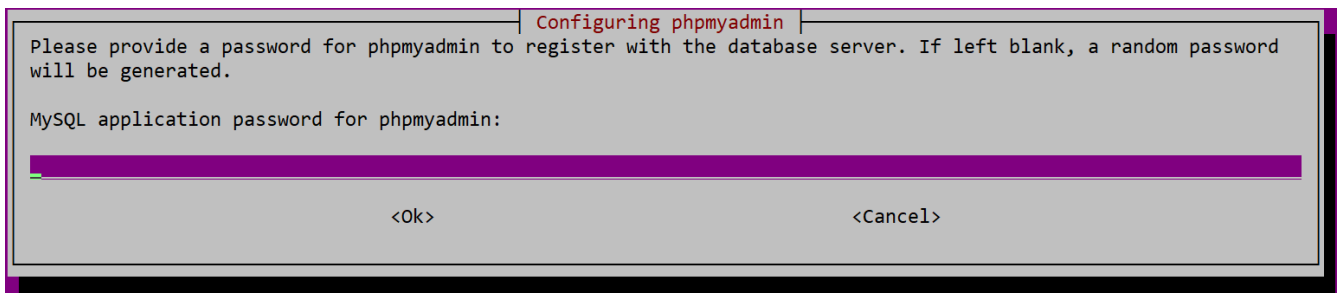 Configuring phpmyadmin
Please provide a password for phpmyadmin to register with the database server. If left blank, a random password
will be generated.
MySQL application password for phpmyadmin:
<Ok> <Cancel>